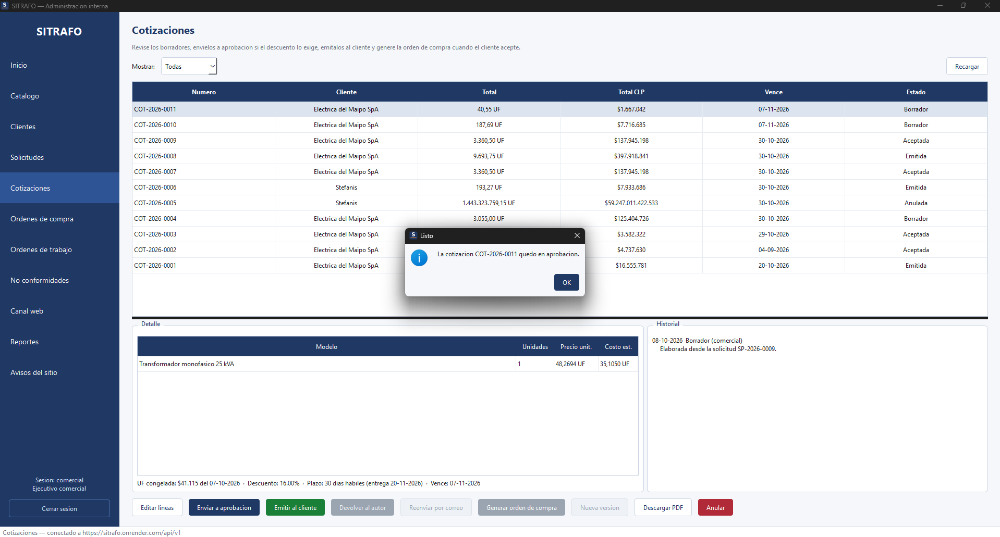 SITRAFO — Administracion interna
SITRAFO
Inicio
Catalogo
Clientes
Solicitudes
Cotizaciones
Ordenes de compra
Ordenes de trabajo
No conformidades
Canal web
Reportes
Avisos del sitio
Sesion: comercial
Ejecutivo comercial
Cerrar sesion
Cotizaciones
Revise los borradores, envielos a aprobacion si el descuento lo exige, emitalos al cliente y genere la orden de compra cuando el cliente acepte.
Mostrar: Todas Recargar
Numero Cliente Total Total CLP Vence Estado
COT-2026-0011 Electrica del Maipo SpA 40,55 UF $1.667.042 07-11-2026 Borrador
COT-2026-0010 Electrica del Maipo SpA 187,69 UF $7.716.685 07-11-2026 Borrador
COT-2026-0009 Electrica del Maipo SpA 3.360,50 UF $137.945.198 30-10-2026 Aceptada
COT-2026-0008 Electrica del Maipo SpA 9.693,75 UF $397.918.841 30-10-2026 Emitida
COT-2026-0007 Electrica del Maipo SpA 3.360,50 UF $137.945.198 30-10-2026 Aceptada
COT-2026-0006 Stefanis 193,27 UF $7.933.686 30-10-2026 Emitida
COT-2026-0005 Stefanis 1.443.323.759,15 UF $59.247.011.422.533 30-10-2026 Anulada
COT-2026-0004 Electrica del Maipo SpA 3.055,00 UF $125.404.726 30-10-2026 Borrador
COT-2026-0003 Electrica del Maipo SpA $3.582.322 29-10-2026 Aceptada
COT-2026-0002 Electrica del Maipo SpA $4.737.630 04-09-2026 Aceptada
COT-2026-0001 Electrica del Maipo SpA $16.555.781 20-10-2026 Emitida
S Listo
La cotizacion COT-2026-0011 quedo en aprobacion.
OK
Detalle
Modelo Unidades Precio unit. Costo est.
Transformador monofasico 25 kVA 1 48,2694 UF 35,1050 UF
UF congelada: $41.115 del 07-10-2026 · Descuento: 16.00% · Plazo: 30 dias habiles (entrega 20-11-2026) · Vence: 07-11-2026
Historial
08-10-2026 Borrador (comercial)
Elaborada desde la solicitud SP-2026-0009.
Editar lineas Enviar a aprobacion Emitir al cliente Devolver al autor Reenviar por correo Generar orden de compra Nueva version Descargar PDF Anular
Cotizaciones — conectado a https://sitrafo.onrender.com/api/v1